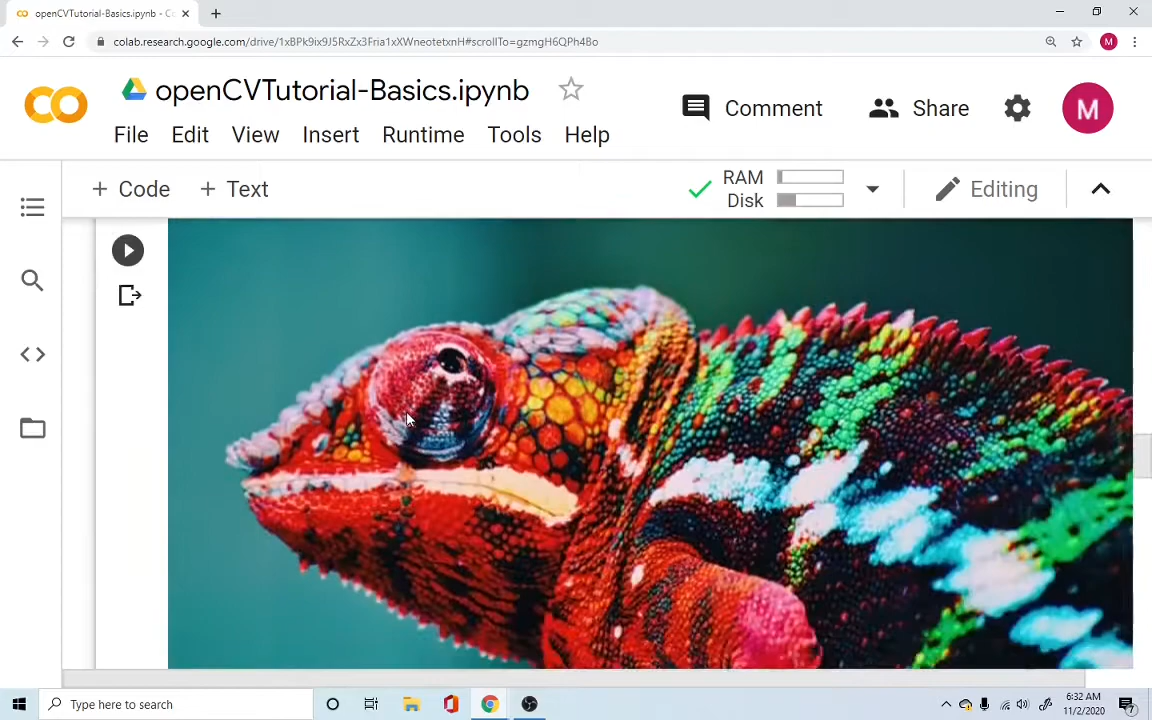 openCVTutorial-Basics.ipynb - Co
colab.research.google.com/drive/1xBPk9ix9J5RxZx3Fria1xXWneotetxnH#scrollTo=gzmgH6QPh4Bo
M
CO
openCVTutorial-Basics.ipynb
Comment
Share
M
File Edit View Insert Runtime Tools Help
+ Code + Text
RAM
Disk
Editing
Type here to search
6:32 AM
11/2/2020
7